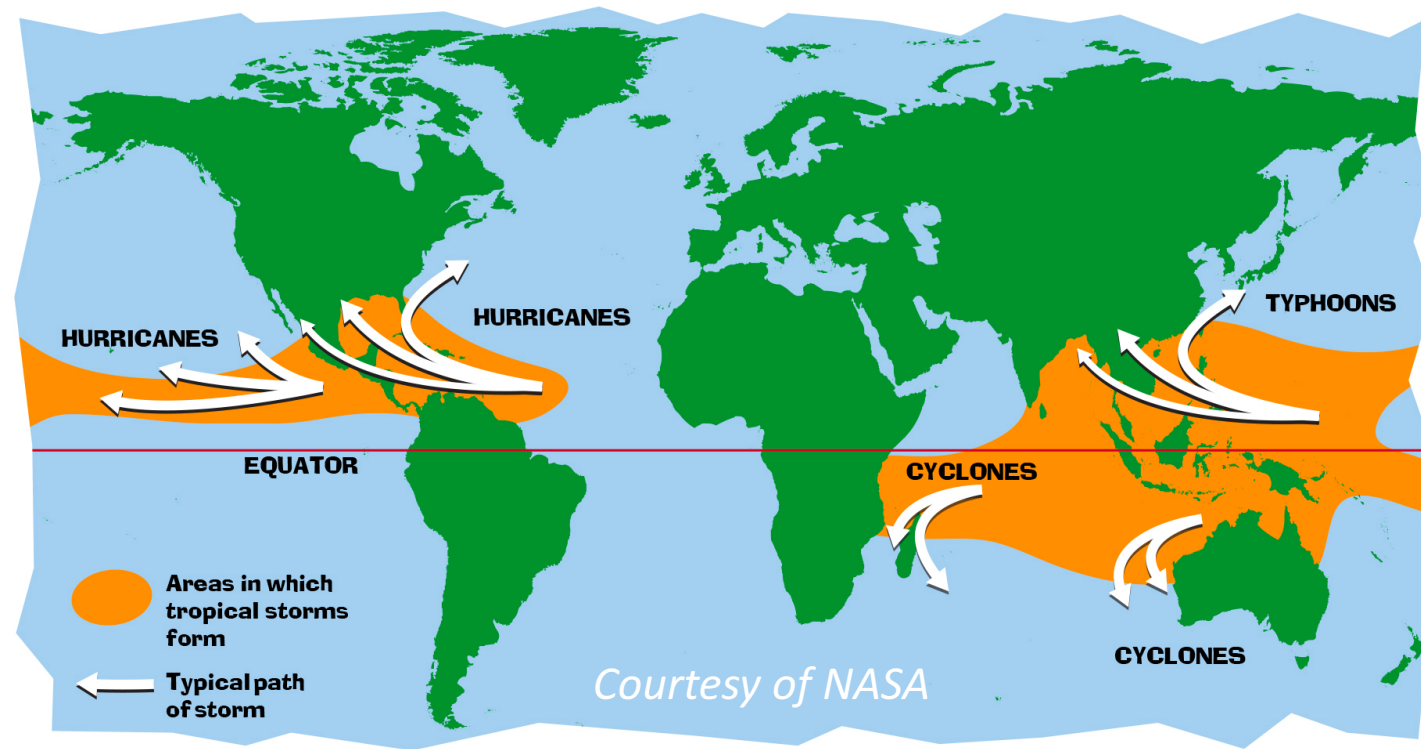 HURRICANES
HURRICANES
TYPHOONS
EQUATOR
CYCLONES
Areas in which
tropical storms
form
CYCLONES
Typical path
of storm
Courtesy of NASA